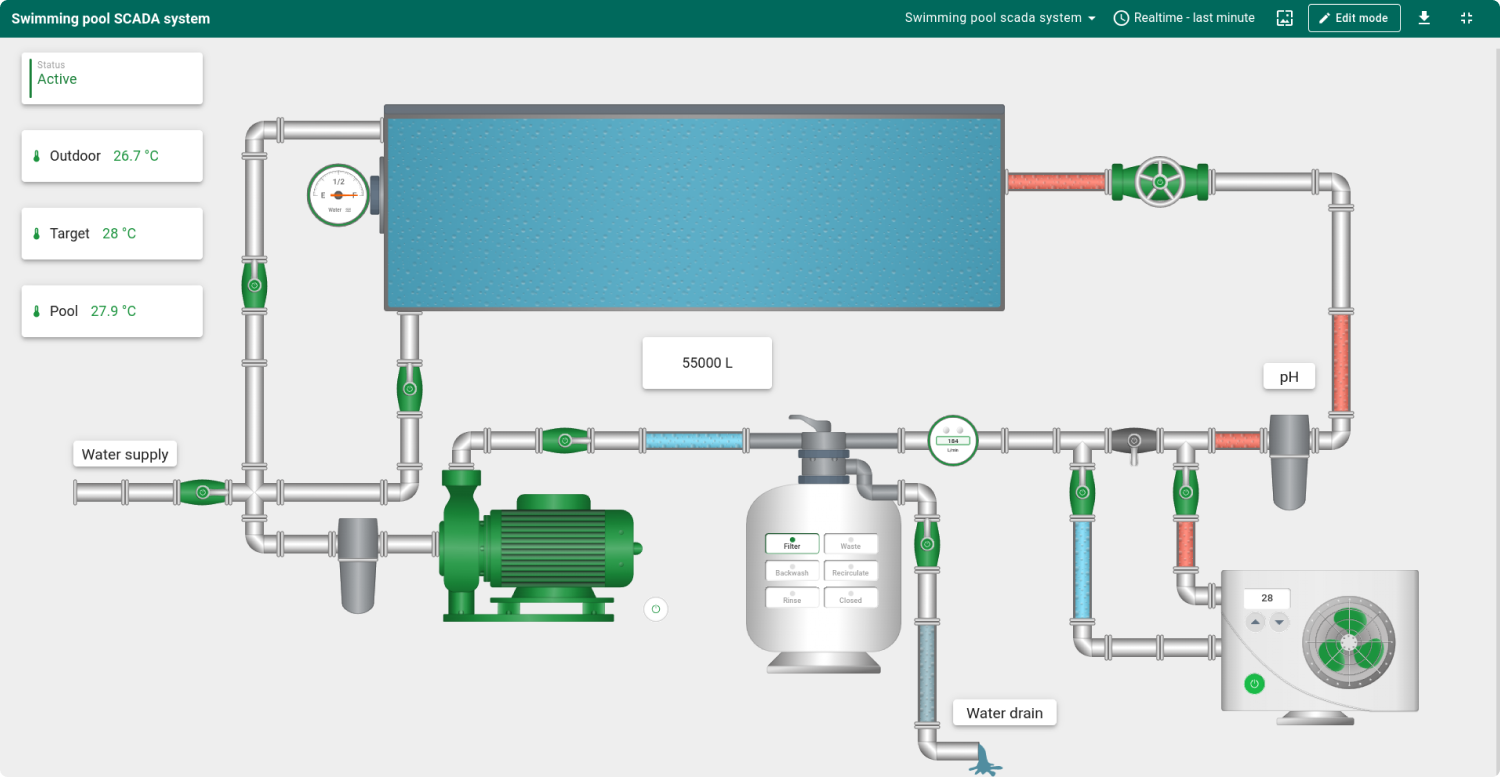 Swimming pool SCADA system
Swimming pool scada system
Realtime - last minute
Edit mode
Status
Active
Outdoor 26.7 °C
Target 28 °C
Pool 27.9 °C
1/2
E F
Water
55000 L
pH
Water supply
184
L/min
Filter Waste
Backwash Recirculate
Rinse Closed
28
Water drain